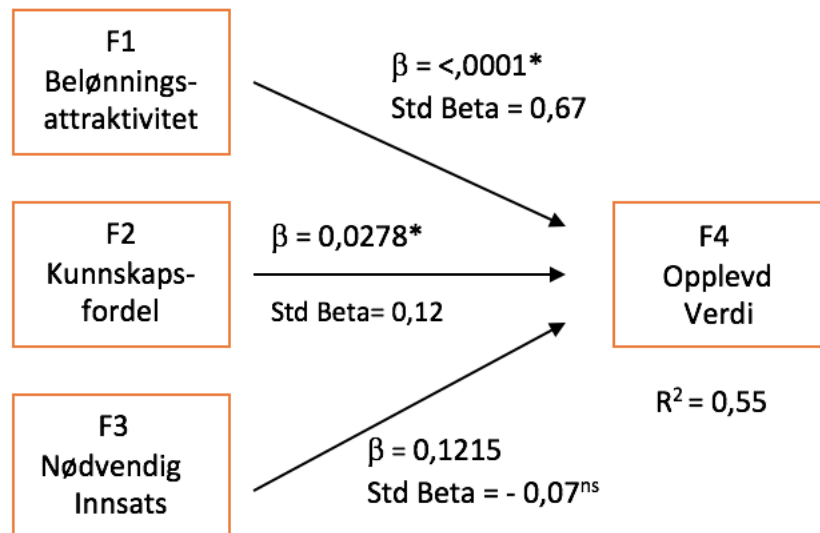 F1
Belønnings-
attraktivitet
β = <,0001*
Std Beta = 0,67
F2
Kunnskaps-
fordel
β = 0,0278*
Std Beta= 0,12
F4
Opplevd
Verdi
R² = 0,55
F3
Nødvendig
Innsats
β = 0,1215
Std Beta = - 0,07ⁿˢ